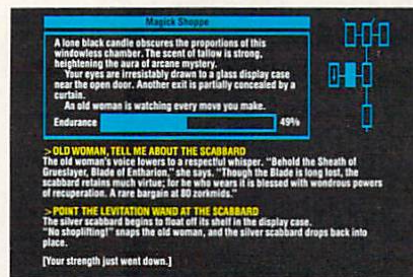 Magick Shoppe
A lone black candle obscures the proportions of this
windowless chamber. The scent of tallow is strong,
heightening the aura of arcane mystery.
Your eyes are irresistably drawn to a glass display case
near the open door. Another exit is partially concealed by a
curtain.
An old woman is watching every move you make.
Endurance 49%
>OLD WOMAN, TELL ME ABOUT THE SCABBARD
The old woman's voice lowers to a respectful whisper. "Behold the Sheath of
Grueslayer, Blade of Entharion," she says. "Though the Blade is long lost, the
scabbard retains much virtue; for he who wears it is blessed with wondrous powers
of recuperation. A rare bargain at 80 zorkmids."
>POINT THE LEVITATION WAND AT THE SCABBARD
The silver scabbard begins to float off its shelf in the display case.
"No shoplifting!" snaps the old woman, and the silver scabbard drops back into
place.
[Your strength just went down.]